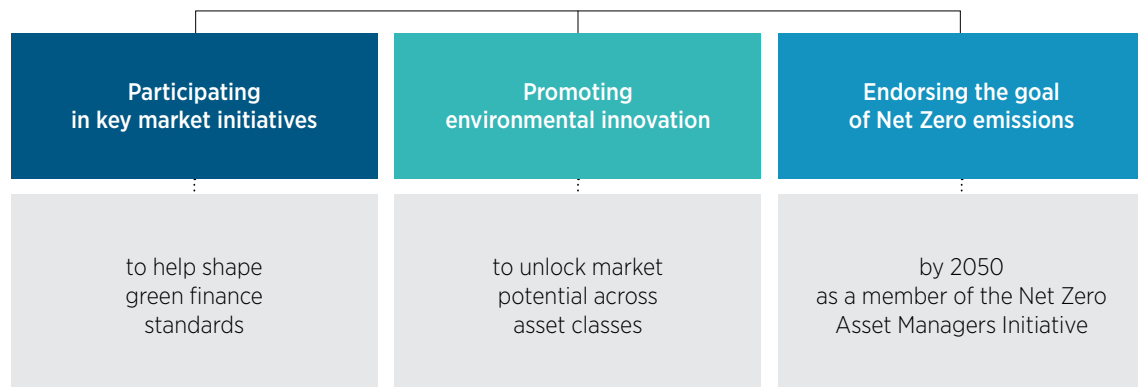 Participating
in key market initiatives
to help shape
green finance
standards
Promoting
environmental innovation
to unlock market
potential across
asset classes
Endorsing the goal
of Net Zero emissions
by 2050
as a member of the Net Zero
Asset Managers Initiative